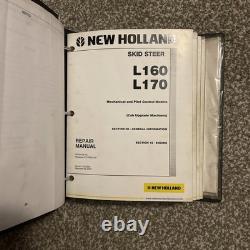 NEW HOLLAND
SKID STEER
L160
L170
Mechanical and Pilot Control Models
(Cab Upgrade Machines)
SECTION 00 - GENERAL INFORMATION
REPAIR
MANUAL
SECTION 10 - ENGINE
NEW HOLLAND